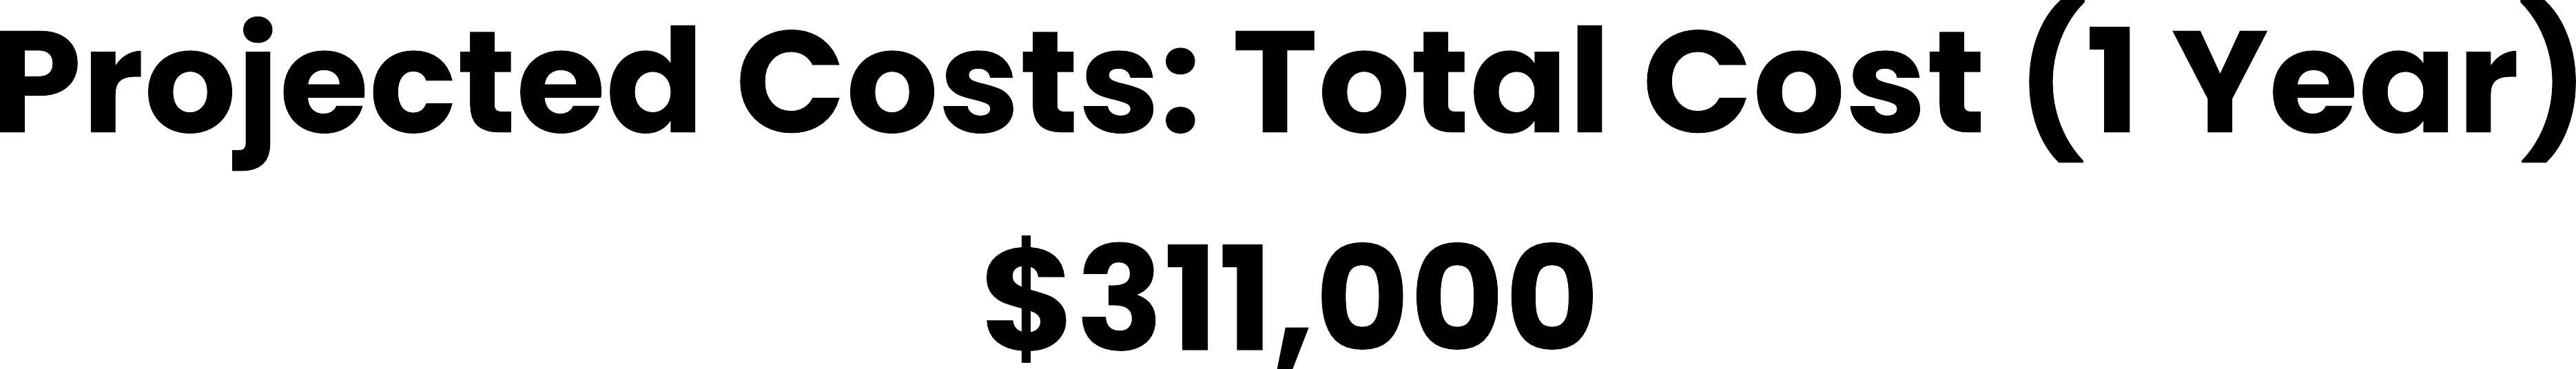 Projected Costs: Total Cost (1 Year)
$311,000